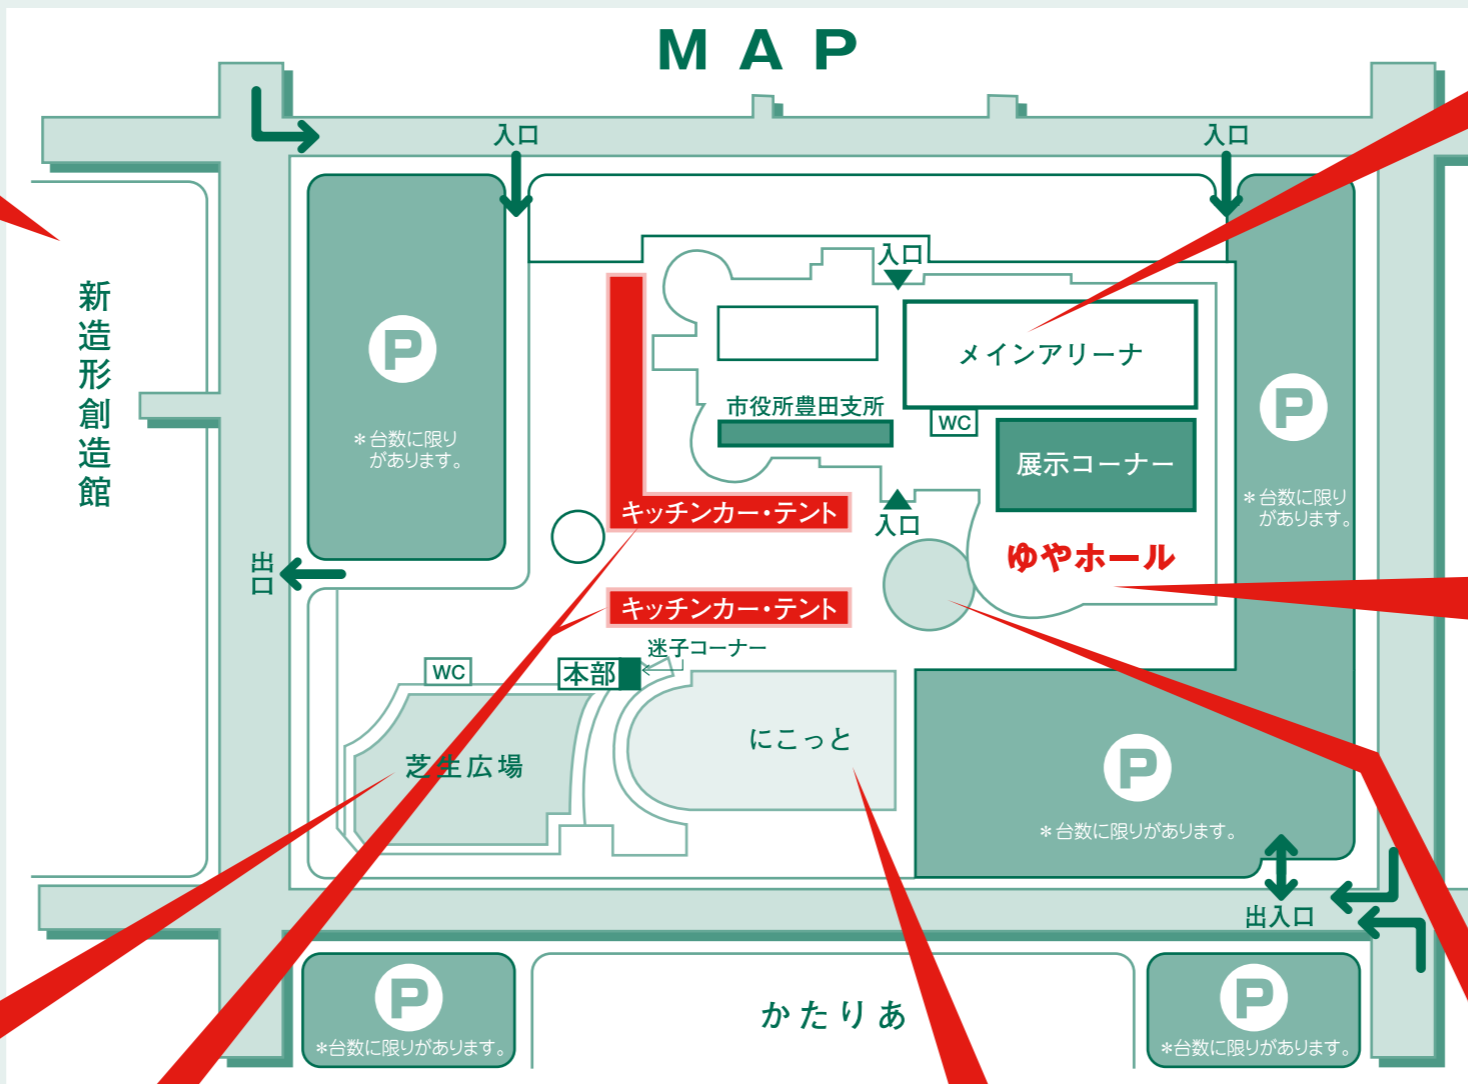 MAP
入口
入口
新造形創造館
P
＊台数に限り
があります。
入口
メインアリーナ
市役所豊田支所
WC
展示コーナー
P
＊台数に限り
があります。
キッチンカー・テント
入口
ゆやホール
出口
キッチンカー・テント
迷子コーナー
WC
本部
にこっと
芝生広場
P
＊台数に限りがあります。
出入口
P
＊台数に限りがあります。
かたりあ
P
＊台数に限りがあります。